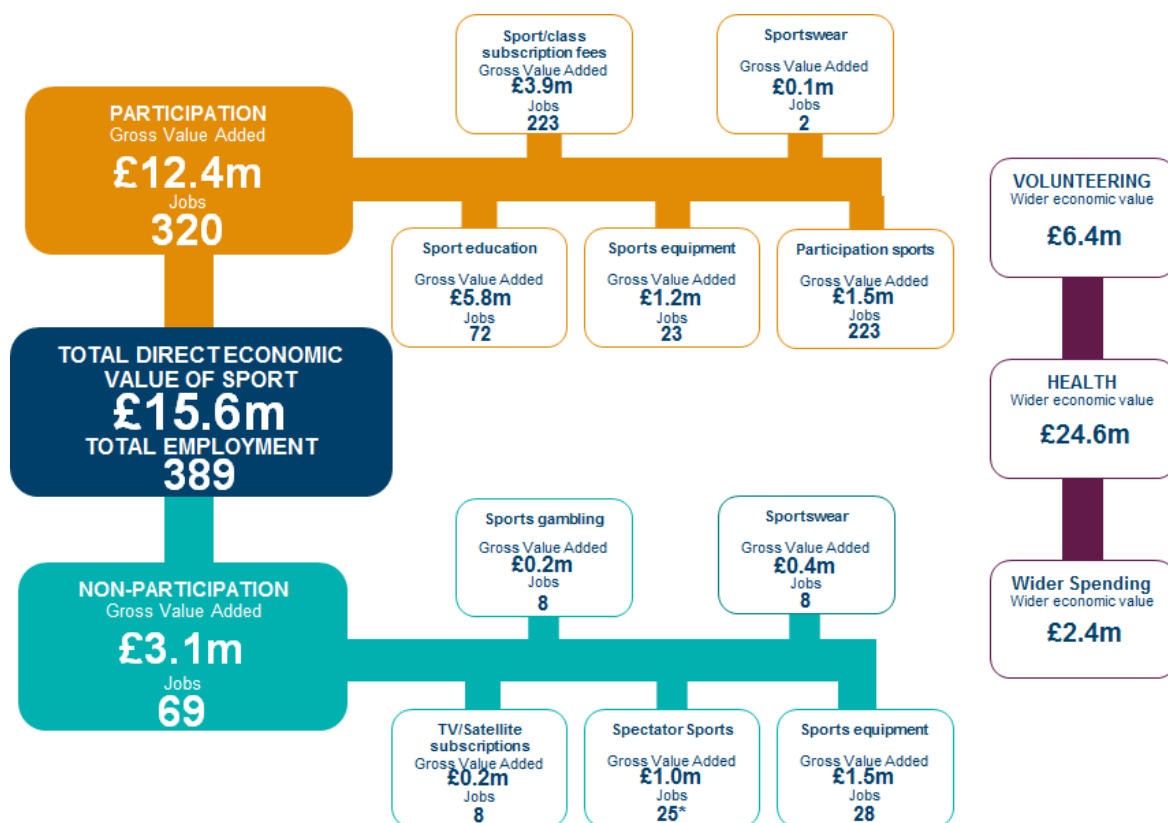 Sport/class
subscription fees
Gross Value Added
£3.9m
Jobs
223
Sportswear
Gross Value Added
£0.1m
Jobs
2
PARTICIPATION
Gross Value Added
£12.4m
Jobs
320
Sport education
Gross Value Added
£5.8m
Jobs
72
Sports equipment
Gross Value Added
£1.2m
Jobs
23
Participation sports
Gross Value Added
£1.5m
Jobs
223
TOTAL DIRECT ECONOMIC
VALUE OF SPORT
£15.6m
TOTAL EMPLOYMENT
389
Sports gambling
Gross Value Added
£0.2m
Jobs
8
Sportswear
Gross Value Added
£0.4m
Jobs
8
NON-PARTICIPATION
Gross Value Added
£3.1m
Jobs
69
TV/Satellite
subscriptions
Gross Value Added
£0.2m
Jobs
8
Spectator Sports
Gross Value Added
£1.0m
Jobs
25*
Sports equipment
Gross Value Added
£1.5m
Jobs
28
VOLUNTEERING
Wider economic value
£6.4m
HEALTH
Wider economic value
£24.6m
Wider Spending
Wider economic value
£2.4m